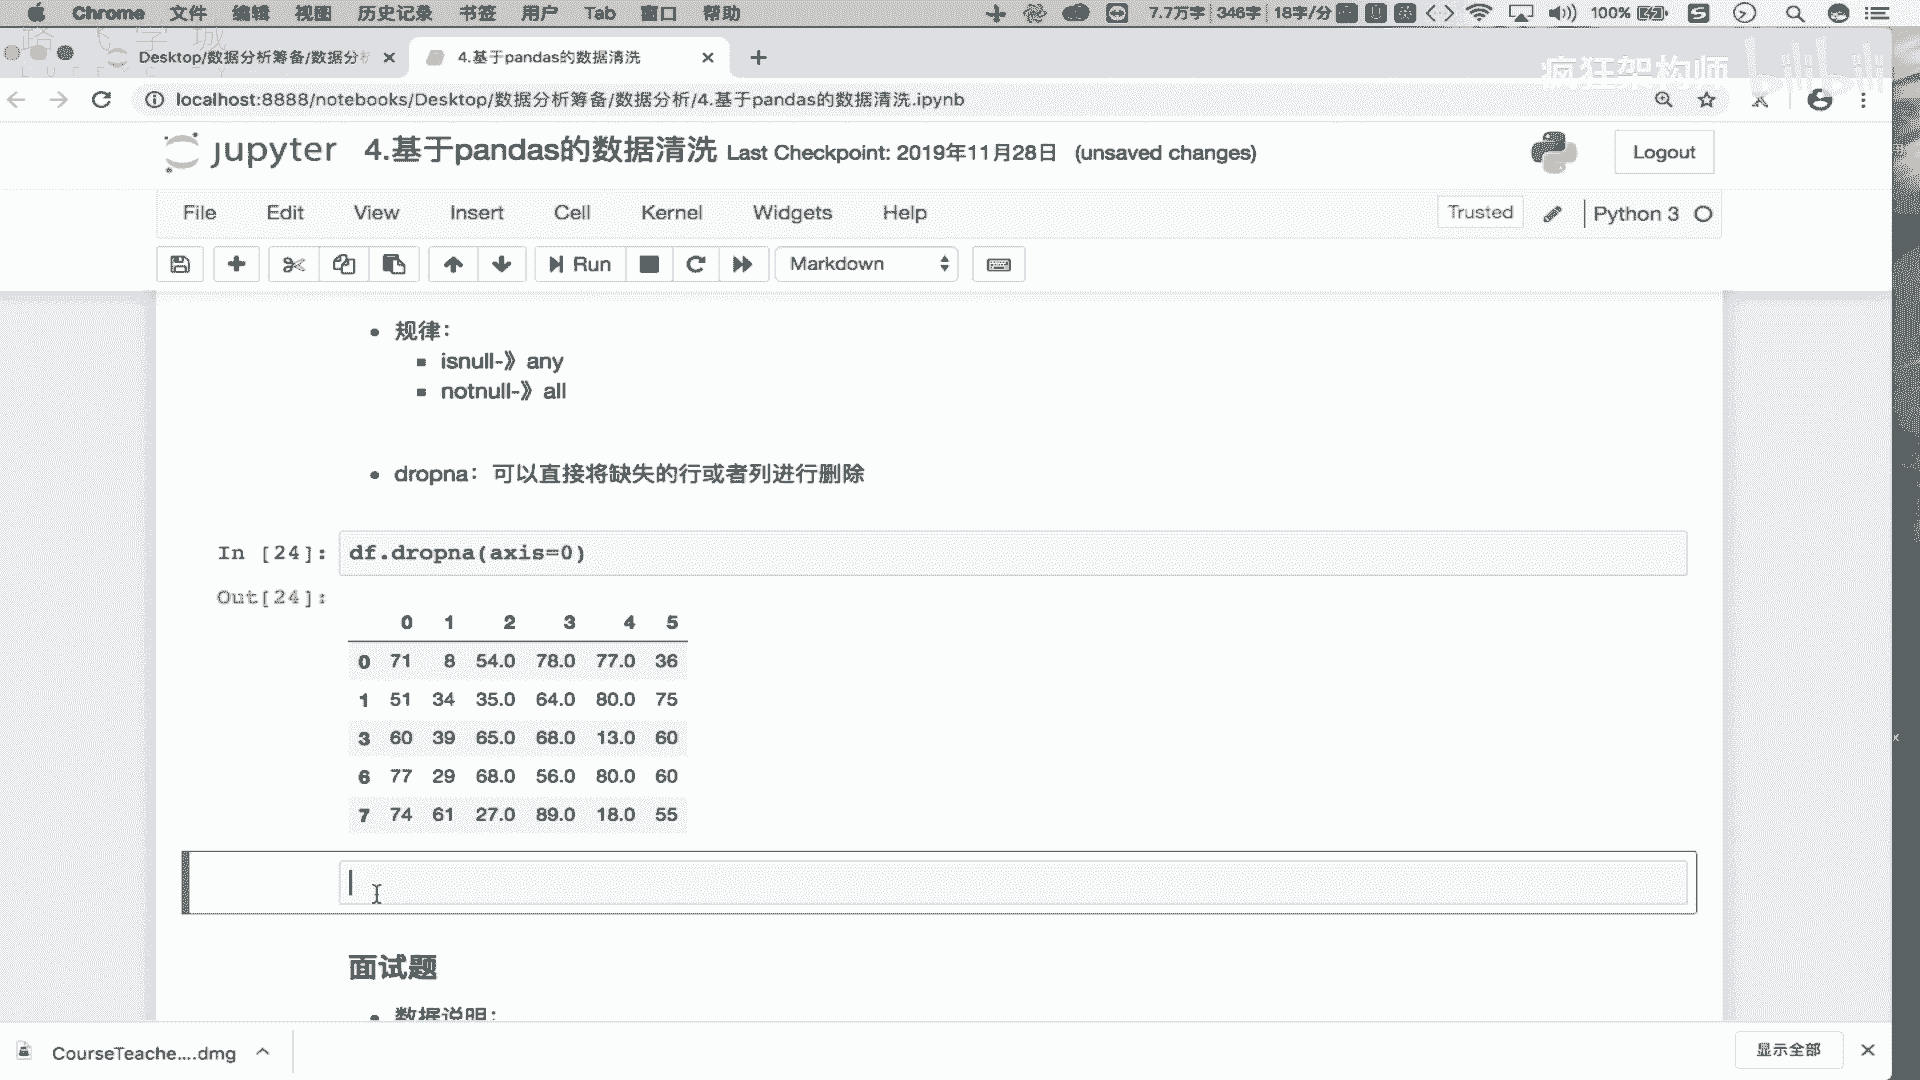 Chrome 文件 编辑 视图 历史记录 书签 用户 Tab 窗口 帮助 7.7万字 346字 18字/分 100%
Desktop/数据分析筹备/数据分析
4.基于pandas的数据清洗
疯狂架构师 bilibili
localhost:8888/notebooks/Desktop/数据分析筹备/数据分析/4.基于pandas的数据清洗.ipynb
jupyter 4.基于pandas的数据清洗 Last Checkpoint: 2019年11月28日 (unsaved changes)
Logout
File Edit View Insert Cell Kernel Widgets Help
Trusted Python 3
Run Markdown
规律：
isnull-》any
notnull-》all
dropna：可以直接将缺失的行或者列进行删除
In [24]: df.dropna(axis=0)
Out[24]:
0 1 2 3 4 5
0 71 8 54.0 78.0 77.0 36
1 51 34 35.0 64.0 80.0 75
3 60 39 65.0 68.0 13.0 60
6 77 29 68.0 56.0 80.0 60
7 74 61 27.0 89.0 18.0 55
面试题
数据说明：
CourseTeache....dmg
显示全部